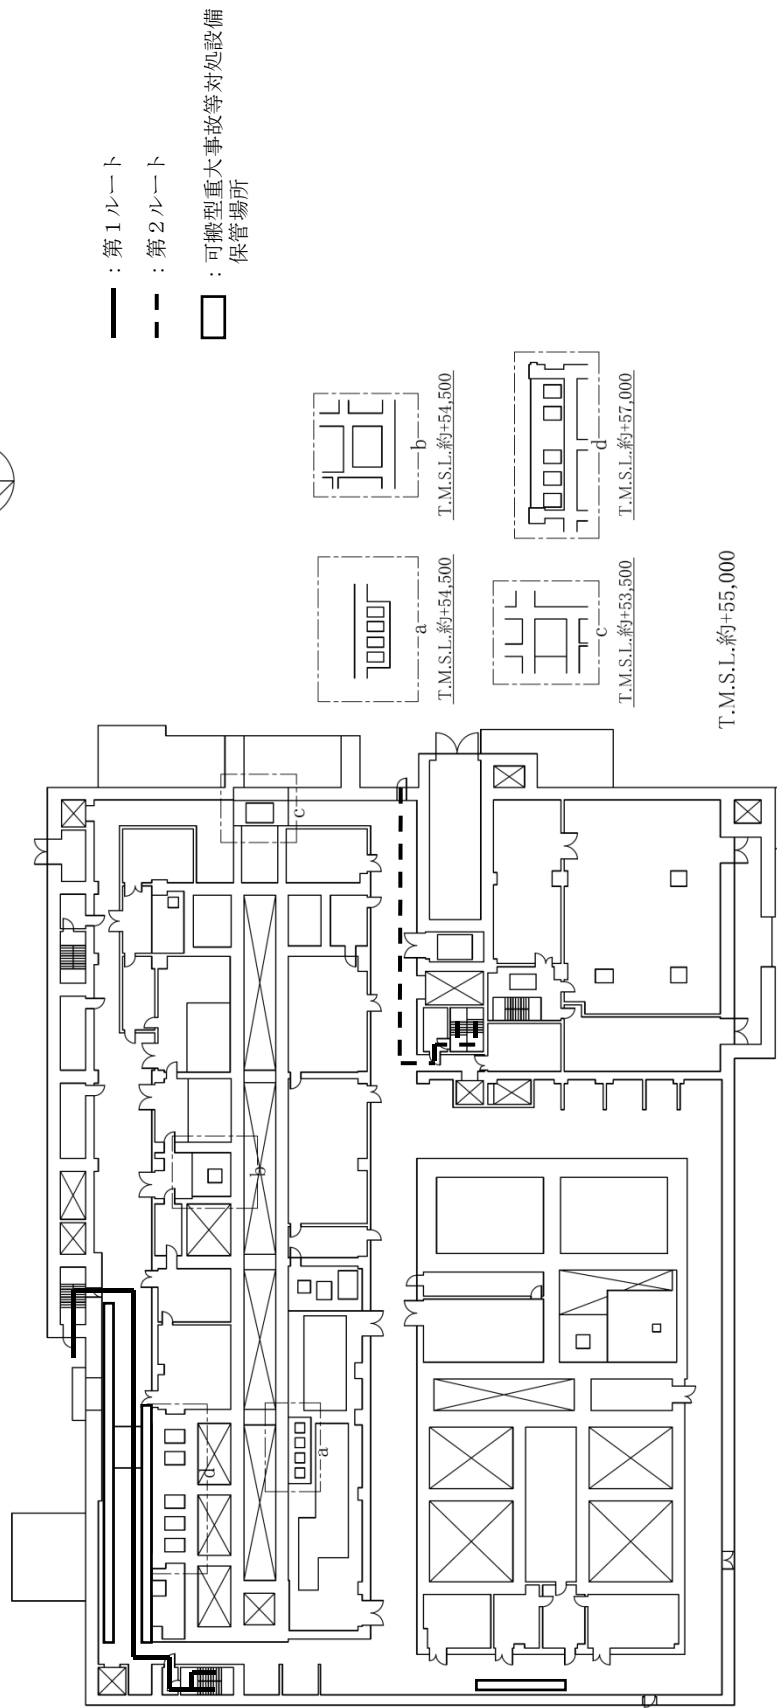 ：第１ルート
：第２ルート
：可搬型重大事故等対処設備
保管場所
a
T.M.S.L.約+54,500
b
T.M.S.L.約+54,500
c
T.M.S.L.約+53,500
d
T.M.S.L.約+57,000
T.M.S.L.約+55,000
a
b
c
d